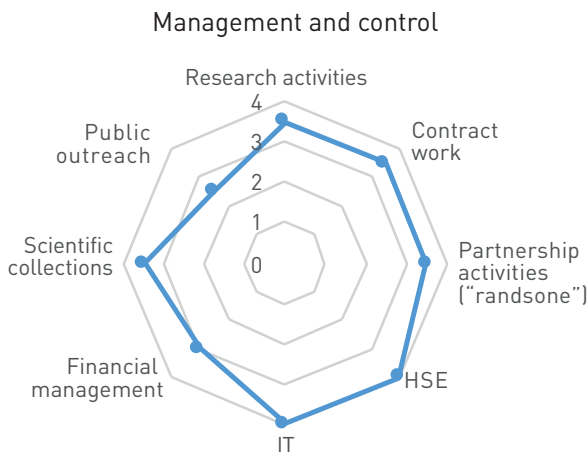 Management and control
Research activities
4
3
2
1
0
Public
outreach
Contract
work
Scientific
collections
Partnership
activities
(“randsone”)
Financial
management
HSE
IT